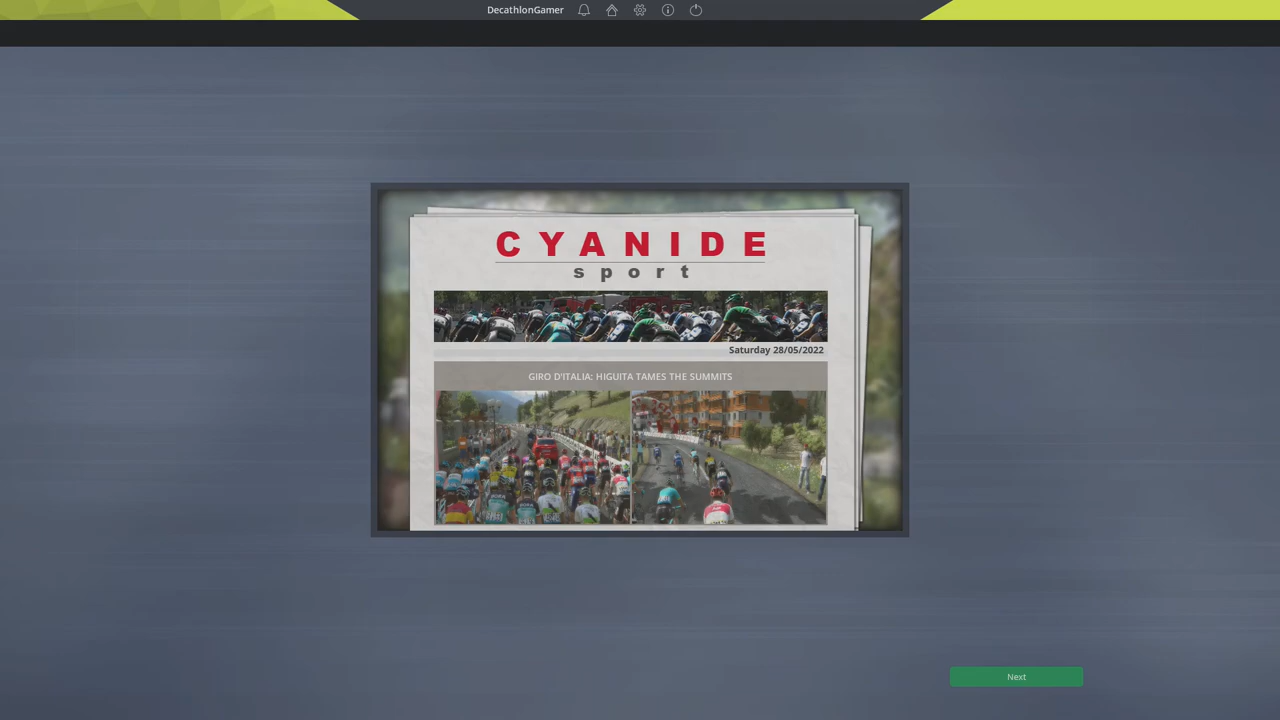 DecathlonGamer
CYANIDE
sport
Saturday 28/05/2022
GIRO D'ITALIA: HIGUITA TAMES THE SUMMITS
Next